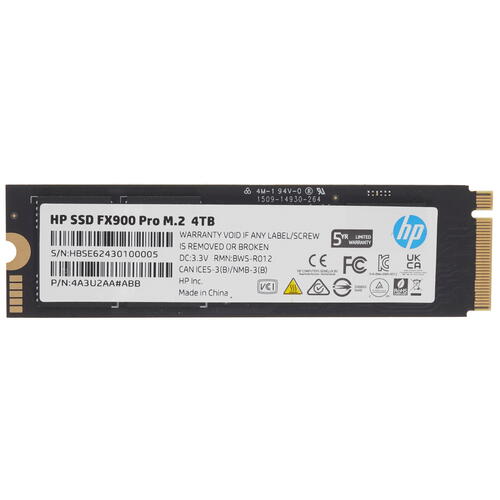 4M-1 94V-0
1509-14930-264
HP SSD FX900 Pro M.2 4TB
S/N:HBSE62430100005
P/N:4A3U2AA#ABB
WARRANTY VOID IF ANY LABEL/SCREW
IS REMOVED OR BROKEN
DC:3.3V RMN:BWS-R012
CAN ICES-3(B)/NMB-3(B)
HP Inc.
Made in China
5YR LIMITED WARRANTY
hp
VCI
FC
CE
UK
CA